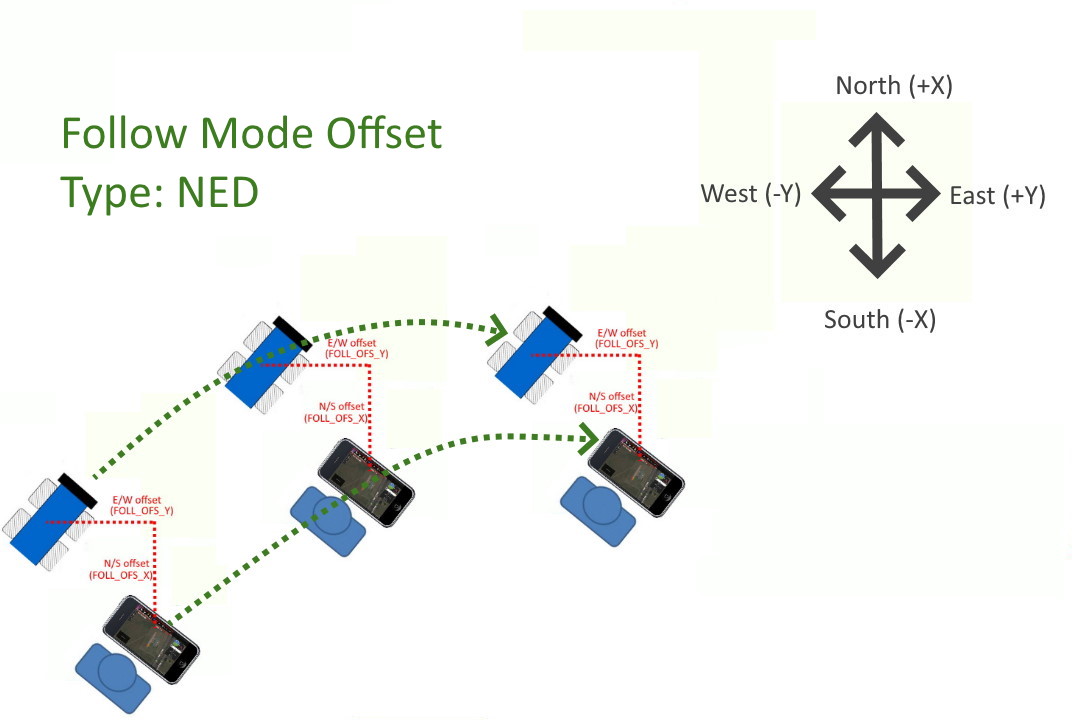 Follow Mode Offset
Type: NED
North (+X)
West (-Y)
East (+Y)
South (-X)
E/W offset
(FOLL_OFS_Y)
N/S offset
(FOLL_OFS_X)
E/W offset
(FOLL_OFS_Y)
N/S offset
(FOLL_OFS_X)
E/W offset
(FOLL_OFS_Y)
N/S offset
(FOLL_OFS_X)